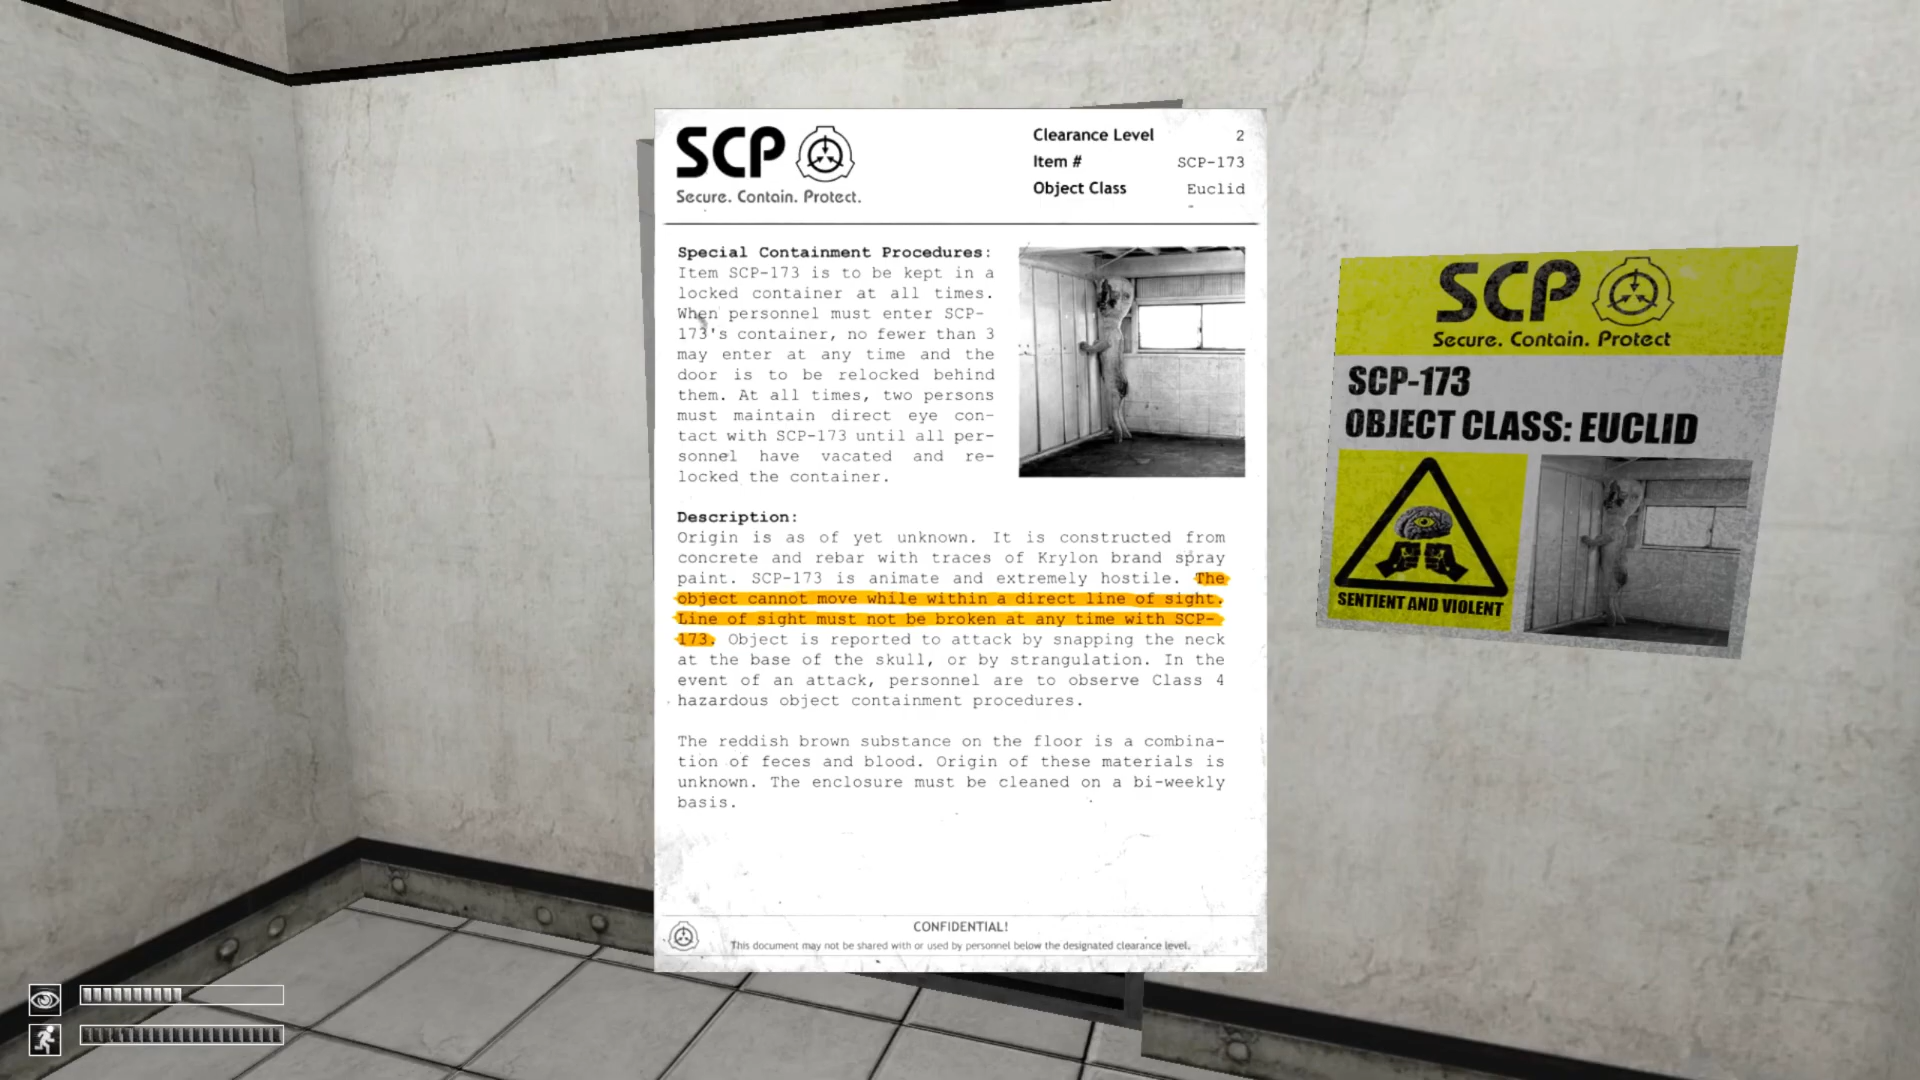 SCP
Secure. Contain. Protect.
Clearance Level 2
Item # SCP-173
Object Class Euclid
Special Containment Procedures:
Item SCP-173 is to be kept in a
locked container at all times.
When personnel must enter SCP-
173's container, no fewer than 3
may enter at any time and the
door is to be relocked behind
them. At all times, two persons
must maintain direct eye con-
tact with SCP-173 until all per-
sonnel have vacated and re-
locked the container.
Description:
Origin is as of yet unknown. It is constructed from
concrete and rebar with traces of Krylon brand spray
paint. SCP-173 is animate and extremely hostile. The
object cannot move while within a direct line of sight.
Line of sight must not be broken at any time with SCP-
173. Object is reported to attack by snapping the neck
at the base of the skull, or by strangulation. In the
event of an attack, personnel are to observe Class 4
hazardous object containment procedures.
The reddish brown substance on the floor is a combina-
tion of feces and blood. Origin of these materials is
unknown. The enclosure must be cleaned on a bi-weekly
basis.
CONFIDENTIAL!
This document may not be shared with or used by personnel below the designated clearance level.
SCP
Secure. Contain. Protect
SCP-173
OBJECT CLASS: EUCLID
SENTIENT AND VIOLENT